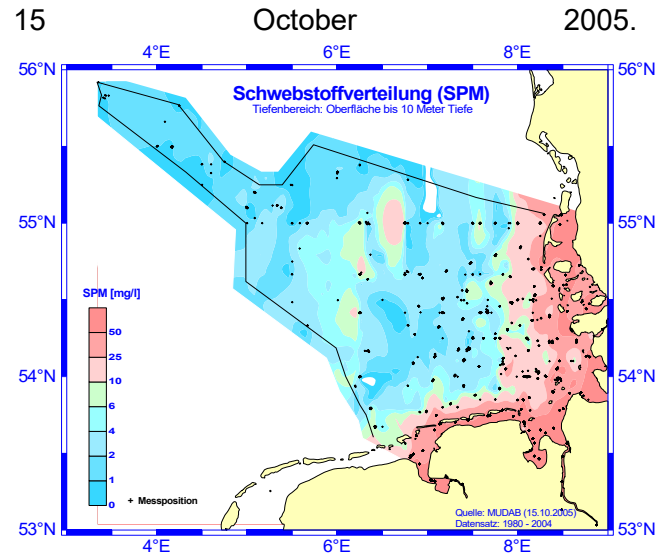 15 October 2005.
4°E 6°E 8°E
56°N 56°N
Schwebstoffverteilung (SPM)
Tiefenbereich: Oberfläche bis 10 Meter Tiefe
55°N 55°N
SPM [mg/l]
50
25
10
6
4
2
1
0
54°N 54°N
+ Messposition
Quelle: MUDAB (15.10.2005)
Datensatz: 1980 - 2004
53°N 53°N
4°E 6°E 8°E